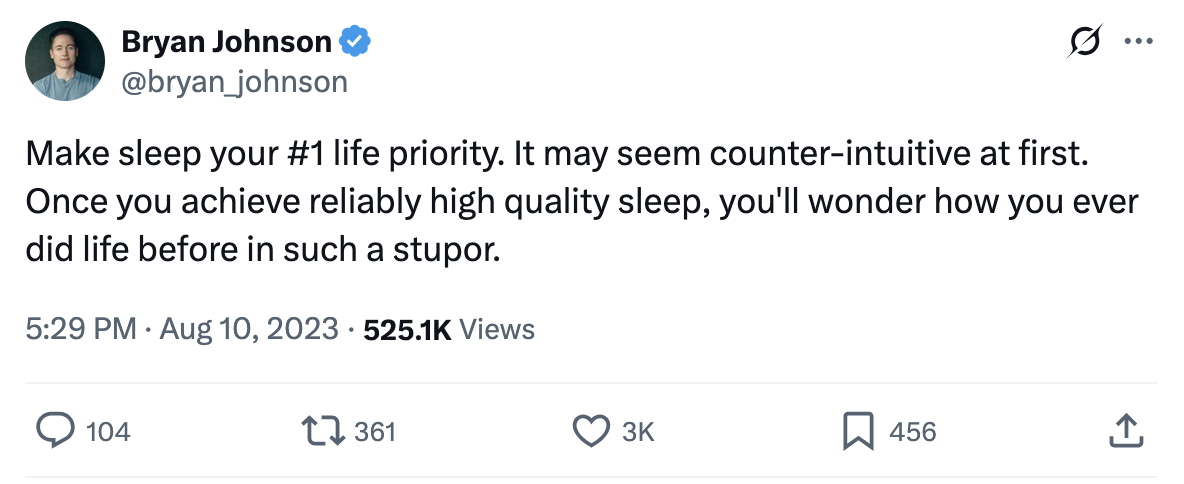 Bryan Johnson
@bryan_johnson
Make sleep your #1 life priority. It may seem counter-intuitive at first.
Once you achieve reliably high quality sleep, you'll wonder how you ever
did life before in such a stupor.
5:29 PM · Aug 10, 2023 · 525.1K Views
104 361 3K 456